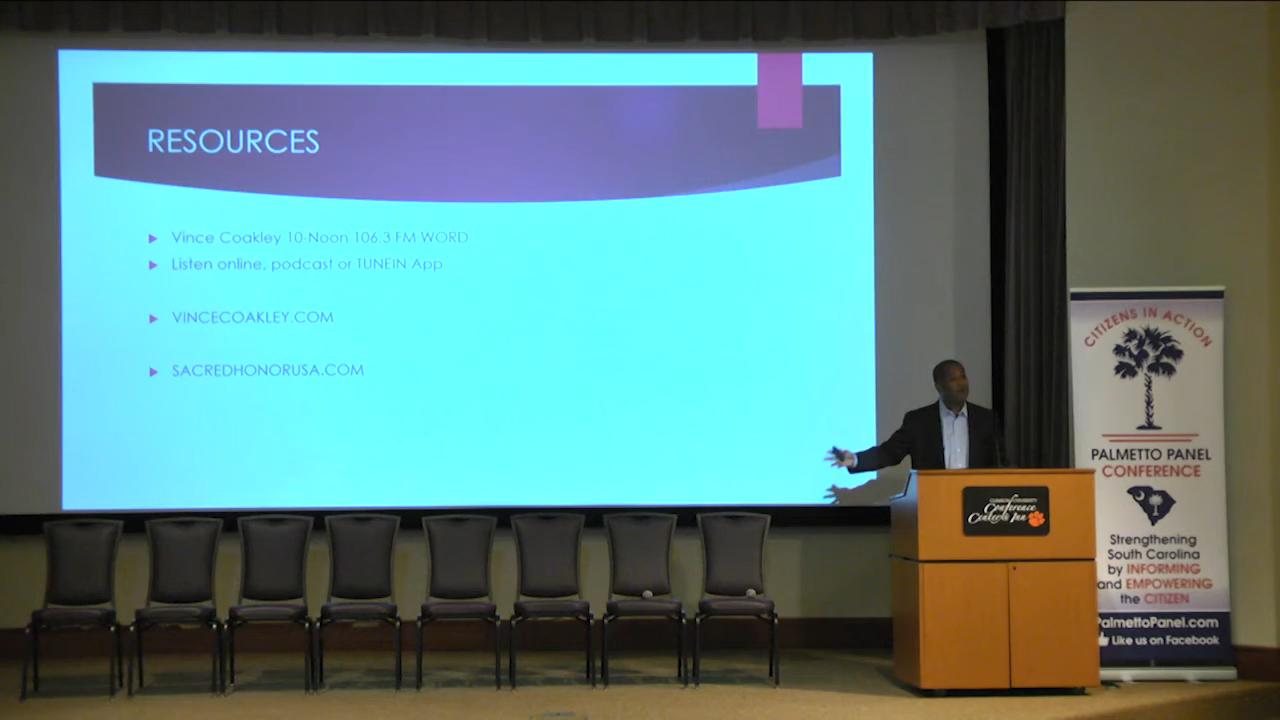 RESOURCES
Vince Coakley 10-Noon 106.3 FM WORD
Listen online, podcast or TUNEIN App
VINCECOAKLEY.COM
SACREDHONORUSA.COM
CITIZENS IN ACTION
PALMETTO PANEL
CONFERENCE
Strengthening
South Carolina
by INFORMING
and EMPOWERING
the CITIZEN
PalmettoPanel.com
Like us on Facebook
CLEMSON UNIVERSITY
Conference
Center & Inn